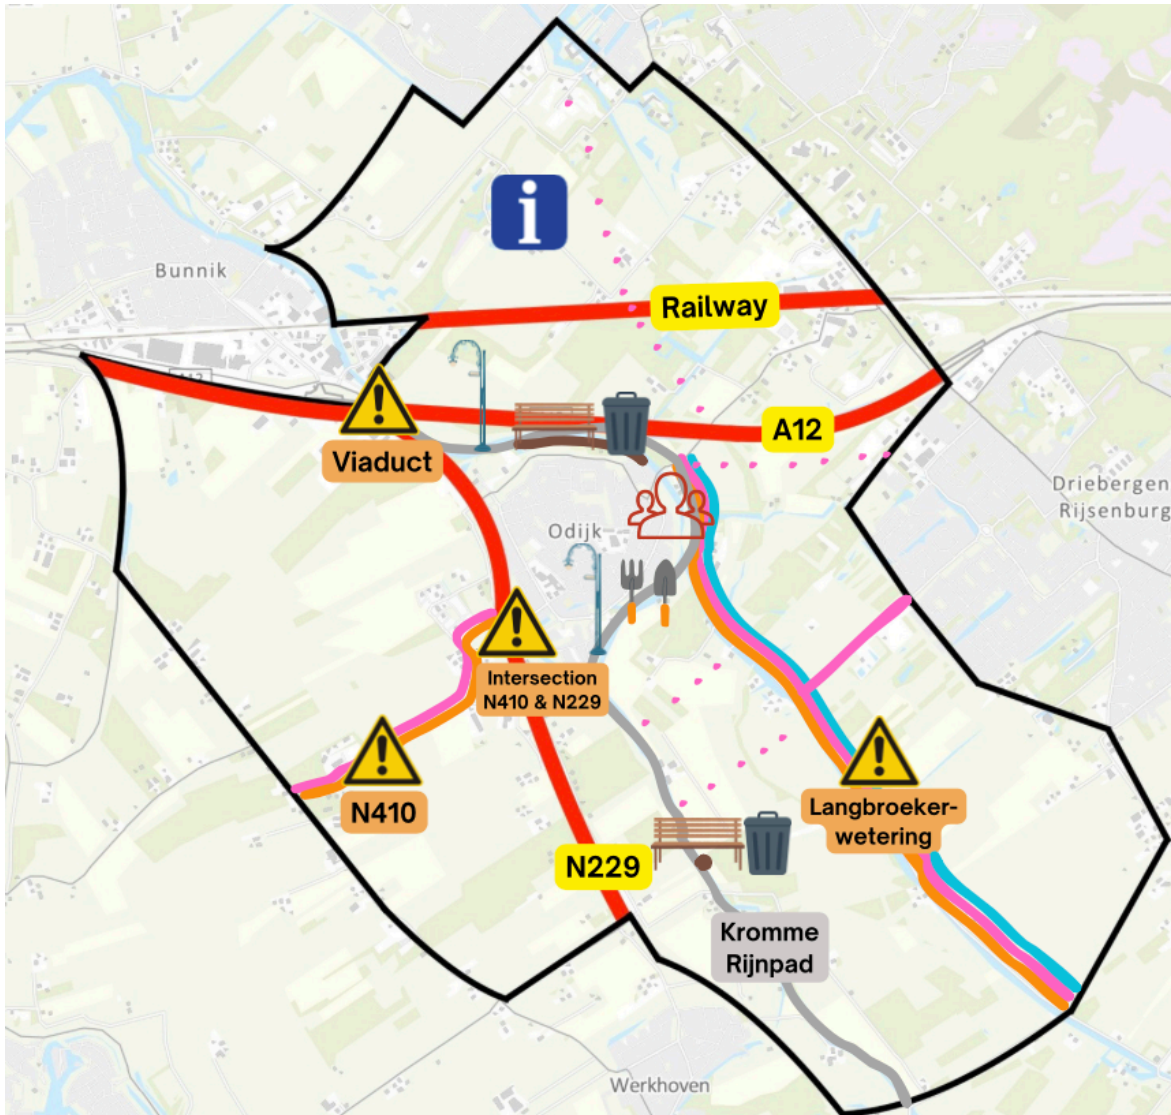 i
Bunnik
Railway
A12
Viaduct
Driebergen
Rijsenburg
Odijk
Intersection
N410 & N229
N410
Langbroeker-
wetering
N229
Kromme
Rijnpad
Werkhoven